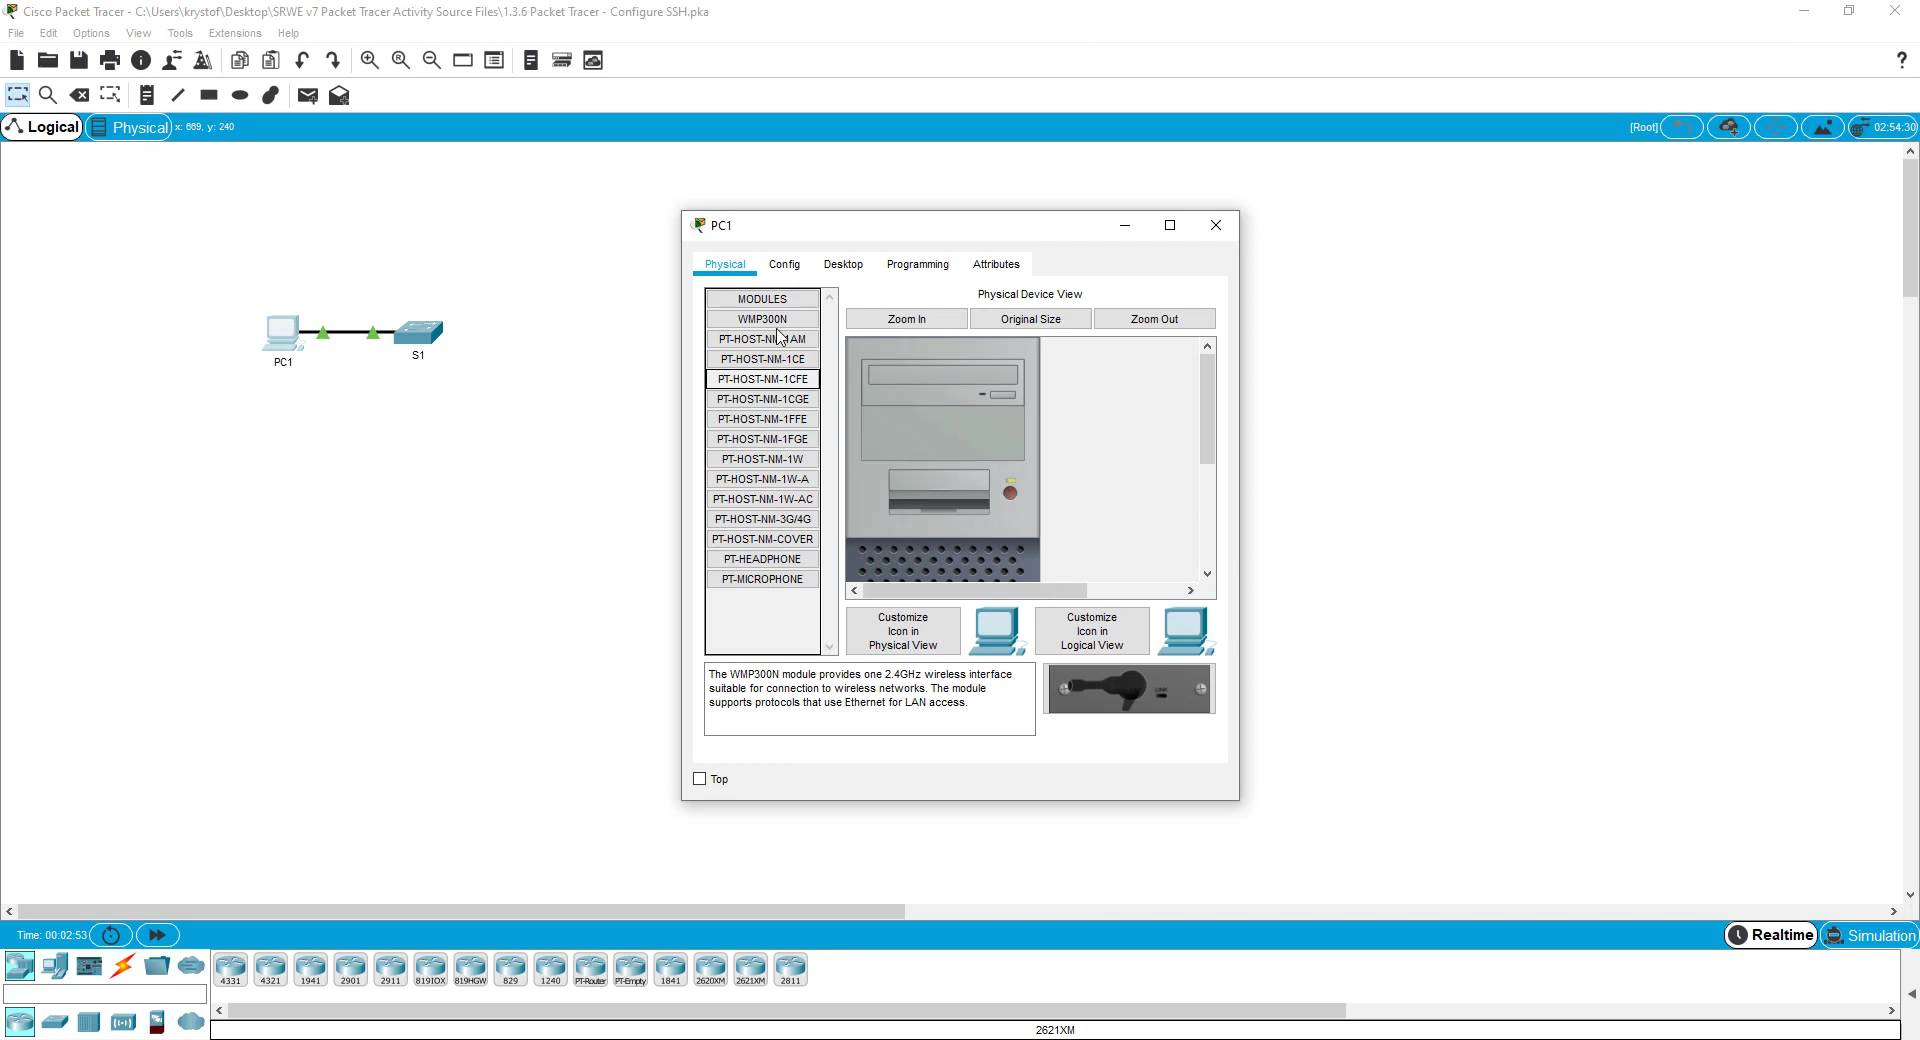 Cisco Packet Tracer - C:\Users\krystof\Desktop\SRWE v7 Packet Tracer Activity Source Files\1.3.6 Packet Tracer - Configure SSH.pka
File Edit Options View Tools Extensions Help
?
Logical Physical x: 669, y: 240 [Root] 02:54:30
PC1
Physical Config Desktop Programming Attributes
MODULES
WMP300N
PT-HOST-NM-1AM
PT-HOST-NM-1CE
PT-HOST-NM-1CFE
PT-HOST-NM-1CGE
PT-HOST-NM-1FFE
PT-HOST-NM-1FGE
PT-HOST-NM-1W
PT-HOST-NM-1W-A
PT-HOST-NM-1W-AC
PT-HOST-NM-3G/4G
PT-HOST-NM-COVER
PT-HEADPHONE
PT-MICROPHONE
Physical Device View
Zoom In Original Size Zoom Out
Customize
Icon in
Physical View
Customize
Icon in
Logical View
The WMP300N module provides one 2.4GHz wireless interface
suitable for connection to wireless networks. The module
supports protocols that use Ethernet for LAN access.
LINK
Top
PC1
S1
Time: 00:02:53 Realtime Simulation
4331 4321 1941 2901 2911 819IOX 819HGW 829 1240 PT-Router PT-Empty 1841 2620XM 2621XM 2811
2621XM